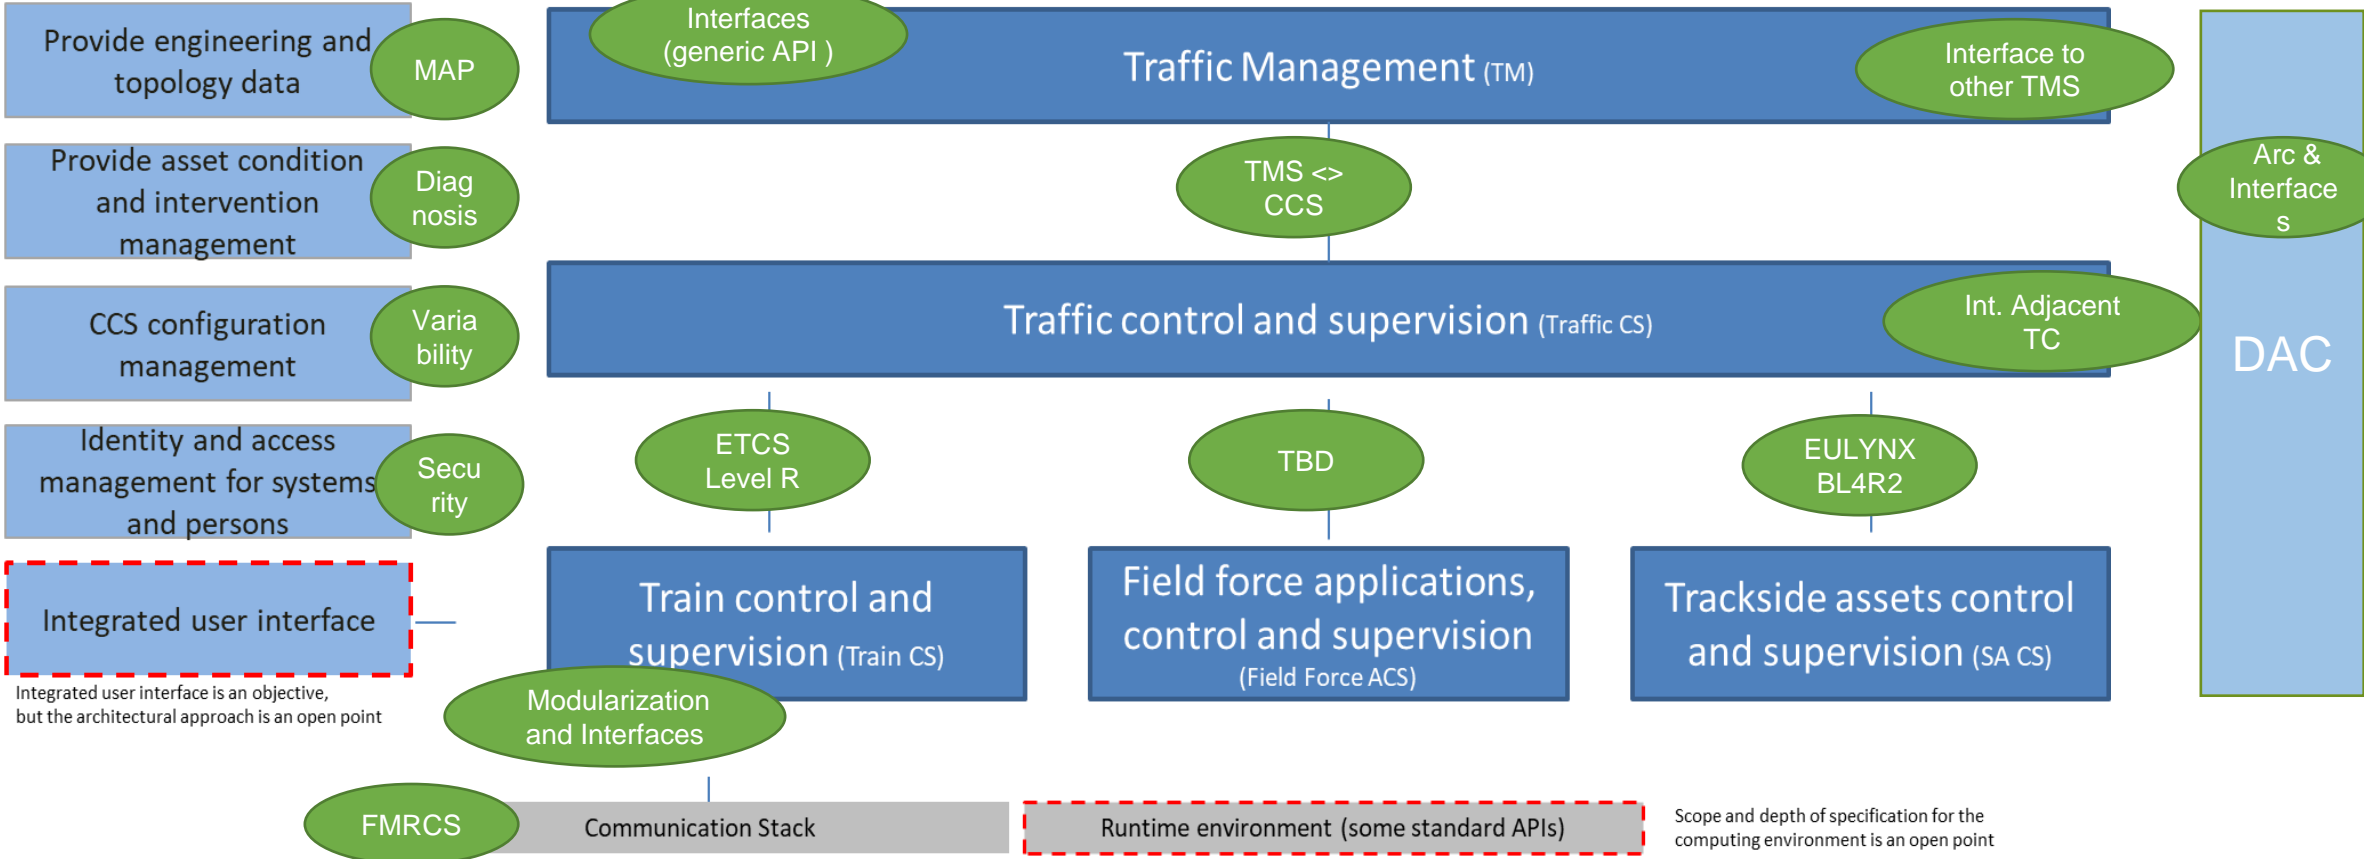 Provide engineering and
topology data
MAP
Interfaces
(generic API )
Traffic Management (TM)
Interface to
other TMS
Provide asset condition
and intervention
management
Diag
nosis
TMS <>
CCS
Arc &
Interface
s
CCS configuration
management
Varia
bility
Traffic control and supervision (Traffic CS)
Int. Adjacent
TC
DAC
Identity and access
management for systems
and persons
Secu
rity
ETCS
Level R
TBD
EULYNX
BL4R2
Integrated user interface
Train control and
supervision (Train CS)
Field force applications,
control and supervision
(Field Force ACS)
Trackside assets control
and supervision (SA CS)
Integrated user interface is an objective,
but the architectural approach is an open point
Modularization
and Interfaces
FMRCS
Communication Stack
Runtime environment (some standard APIs)
Scope and depth of specification for the
computing environment is an open point